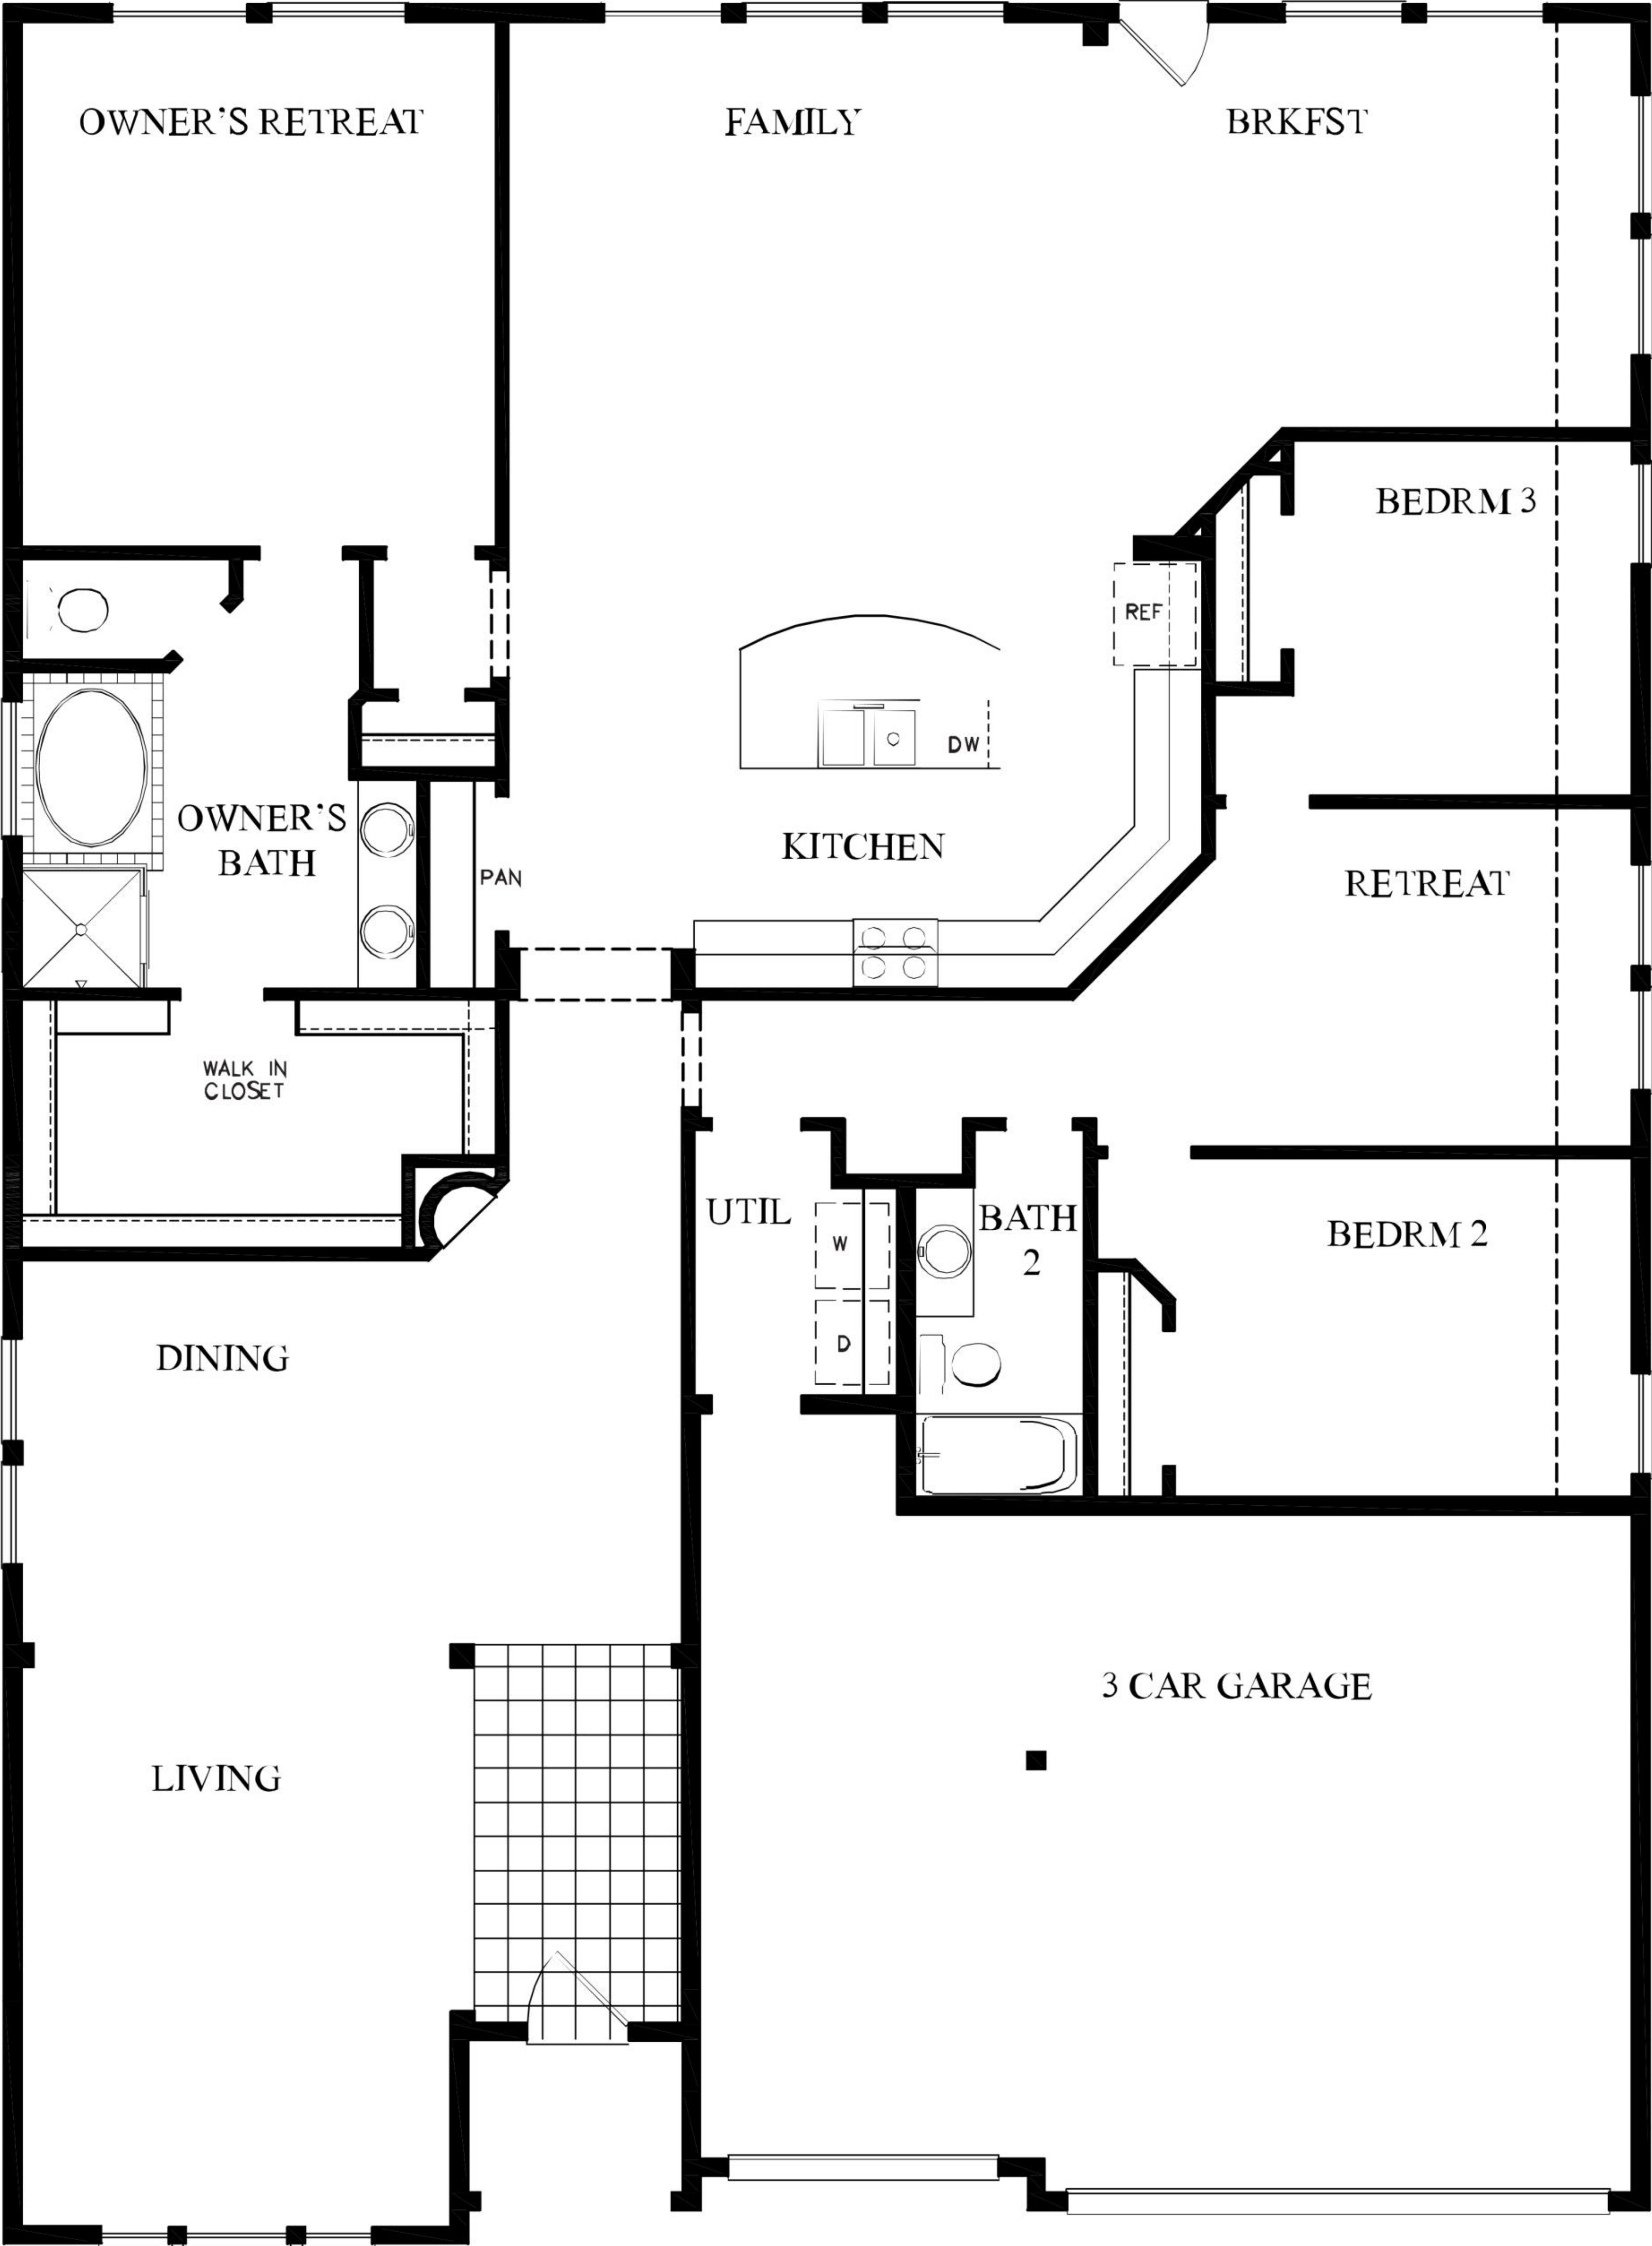 OWNER'S RETREAT
FAMILY
BRKFST
BEDRM 3
REF
DW
OWNER'S
BATH
KITCHEN
PAN
RETREAT
WALK IN
CLOSET
UTIL
BATH
2
BEDRM 2
W
D
DINING
3 CAR GARAGE
LIVING